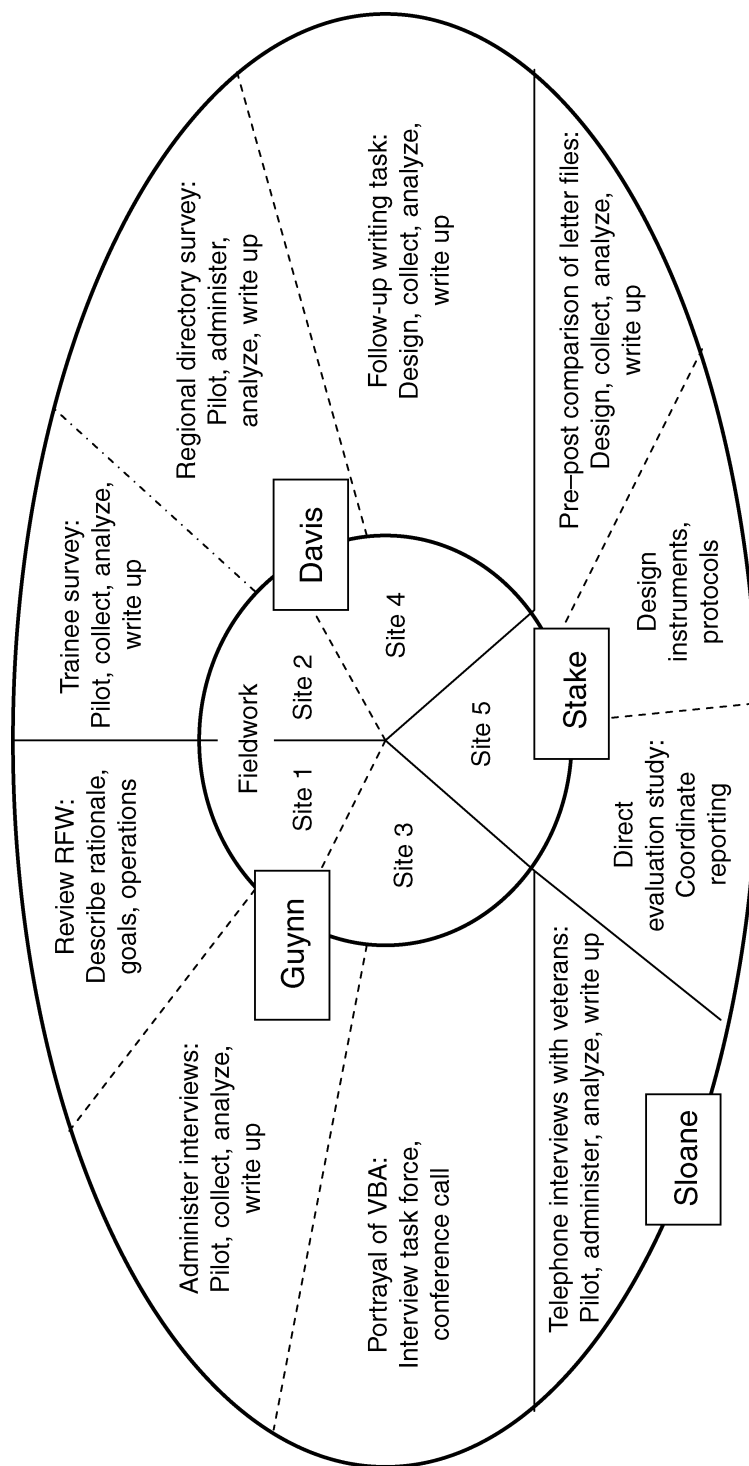 Review RFW:
Describe rationale,
goals, operations
Trainee survey:
Pilot, collect, analyze,
write up
Administer interviews:
Pilot, collect, analyze,
write up
Regional directory survey:
Pilot, administer,
analyze, write up
Fieldwork
Guynn
Site 1
Site 2
Davis
Portrayal of VBA:
Interview task force,
conference call
Site 3
Site 4
Follow-up writing task:
Design, collect, analyze,
write up
Site 5
Telephone interviews with veterans:
Pilot, administer, analyze, write up
Stake
Pre–post comparison of letter files:
Design, collect, analyze,
write up
Direct
evaluation study:
Coordinate
reporting
Design
instruments,
protocols
Sloane